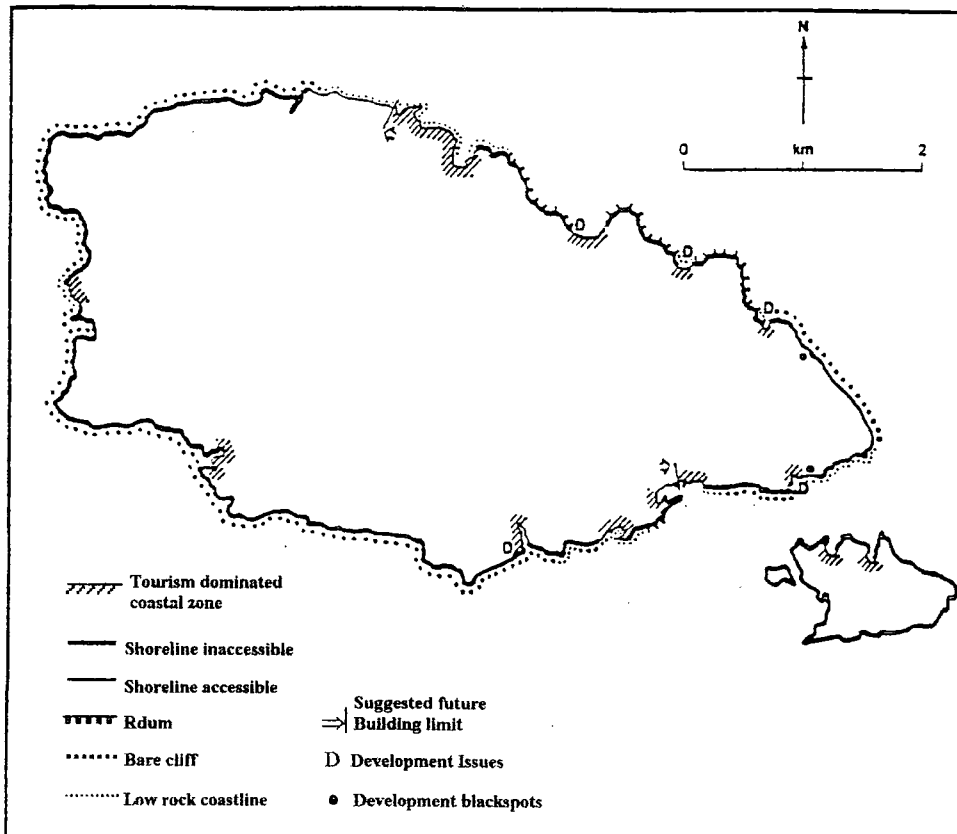 N
0 km 2
D
D
D
D
D
Tourism dominated
coastal zone
Shoreline inaccessible
Shoreline accessible
Rdum
Bare cliff
Low rock coastline
Suggested future
Building limit
D Development Issues
Development blackspots